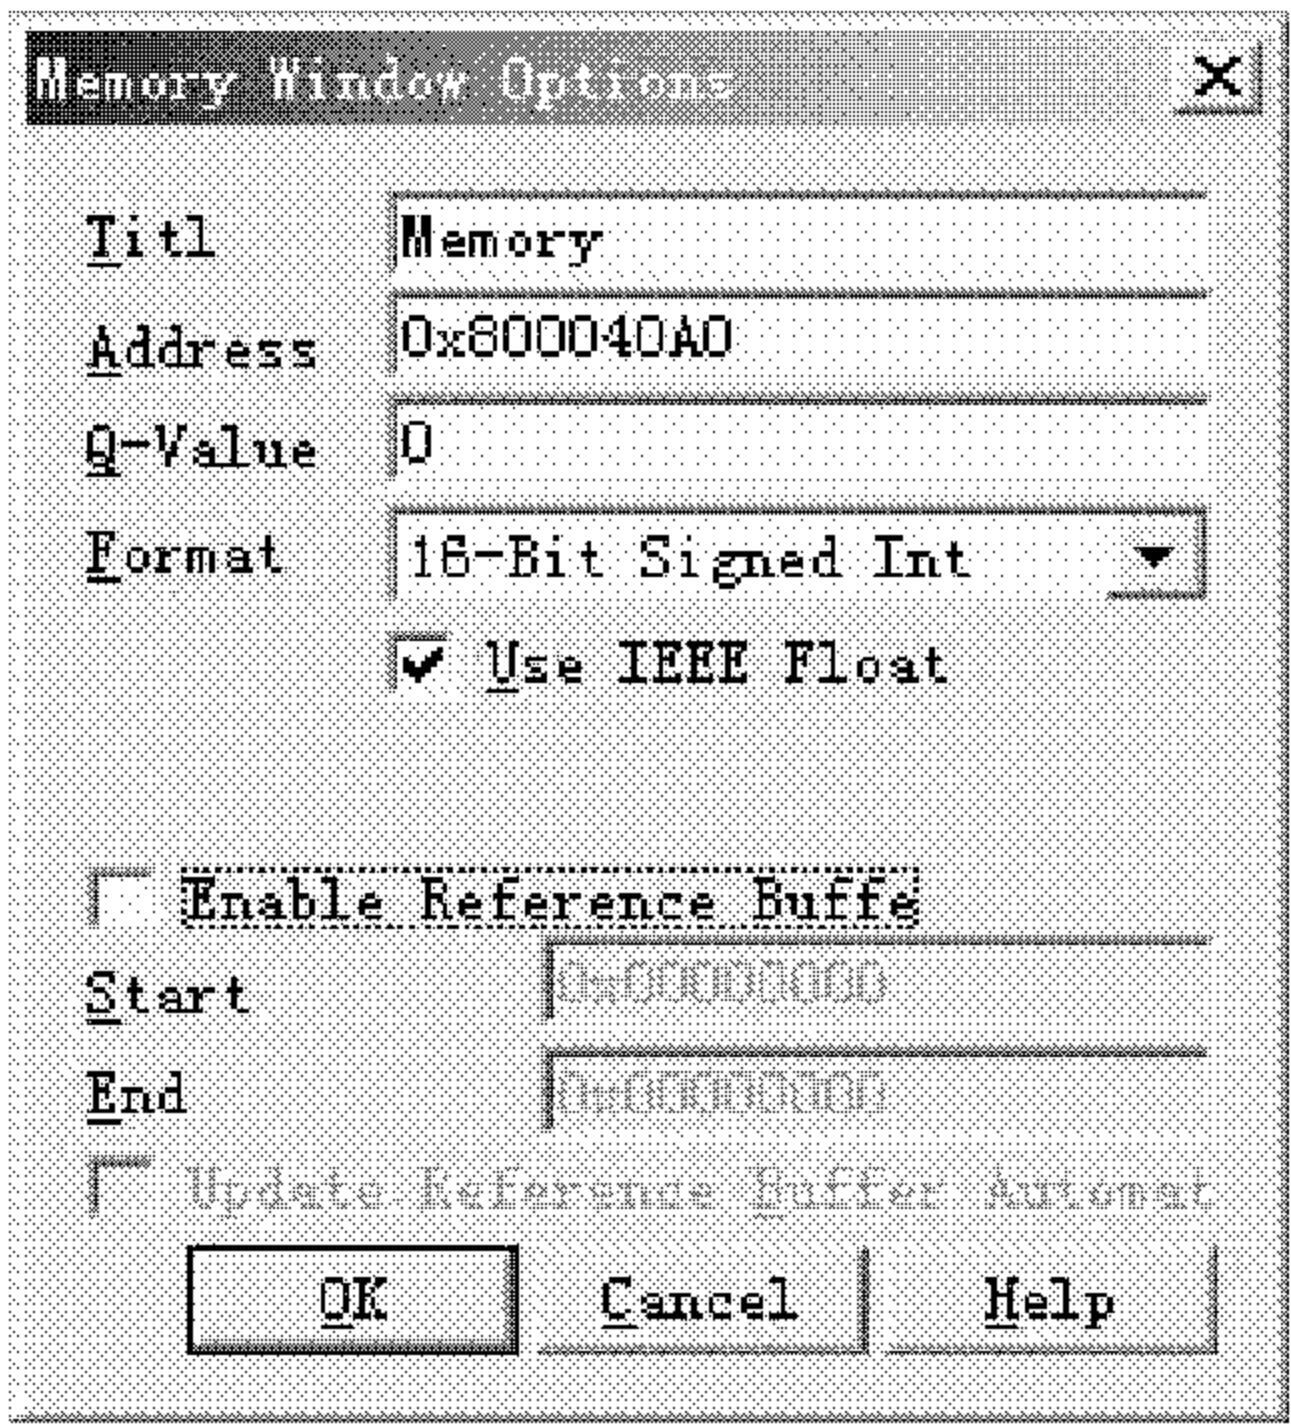 Memory Window Options
Titl Memory
Address 0x800040A0
Q-Value 0
Format 16-Bit Signed Int
Use IEEE Float
Enable Reference Buffe
Start 0x00000000
End 0x00000000
Update Reference Buffer Automat
OK Cancel Help